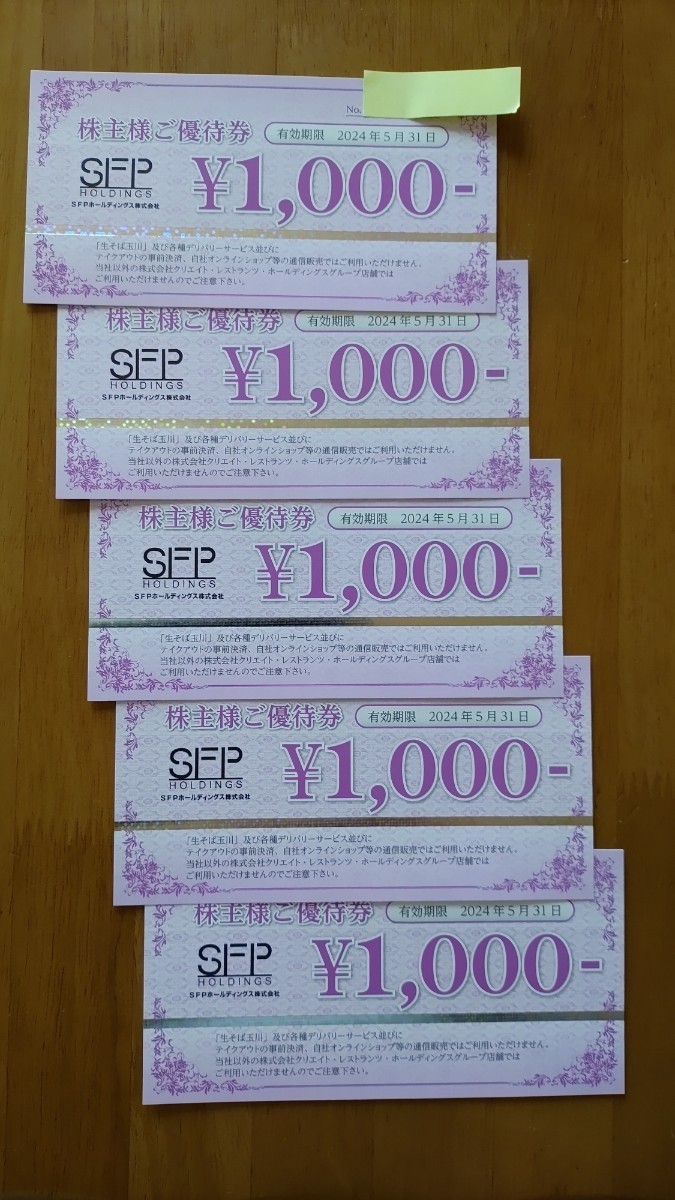 No.
株主様ご優待券 有効期限 2024年5月31日
SFP
HOLDINGS
SFPホールディングス株式会社
¥1,000-
「生そば玉川」及び各種デリバリーサービス並びに
テイクアウトの事前決済、自社オンラインショップ等の通信販売ではご利用いただけません。
当社以外の株式会社クリエイト・レストランツ・ホールディングスグループ店舗では
ご利用いただけませんのでご注意下さい。
株主様ご優待券 有効期限 2024年5月31日
SFP
HOLDINGS
SFPホールディングス株式会社
¥1,000-
「生そば玉川」及び各種デリバリーサービス並びに
テイクアウトの事前決済、自社オンラインショップ等の通信販売ではご利用いただけません。
当社以外の株式会社クリエイト・レストランツ・ホールディングスグループ店舗では
ご利用いただけませんのでご注意下さい。
株主様ご優待券 有効期限 2024年5月31日
SFP
HOLDINGS
SFPホールディングス株式会社
¥1,000-
「生そば玉川」及び各種デリバリーサービス並びに
テイクアウトの事前決済、自社オンラインショップ等の通信販売ではご利用いただけません。
当社以外の株式会社クリエイト・レストランツ・ホールディングスグループ店舗では
ご利用いただけませんのでご注意下さい。
株主様ご優待券 有効期限 2024年5月31日
SFP
HOLDINGS
SFPホールディングス株式会社
¥1,000-
「生そば玉川」及び各種デリバリーサービス並びに
テイクアウトの事前決済、自社オンラインショップ等の通信販売ではご利用いただけません。
当社以外の株式会社クリエイト・レストランツ・ホールディングスグループ店舗では
ご利用いただけませんのでご注意下さい。
株主様ご優待券 有効期限 2024年5月31日
SFP
HOLDINGS
SFPホールディングス株式会社
¥1,000-
「生そば玉川」及び各種デリバリーサービス並びに
テイクアウトの事前決済、自社オンラインショップ等の通信販売ではご利用いただけません。
当社以外の株式会社クリエイト・レストランツ・ホールディングスグループ店舗では
ご利用いただけませんのでご注意下さい。